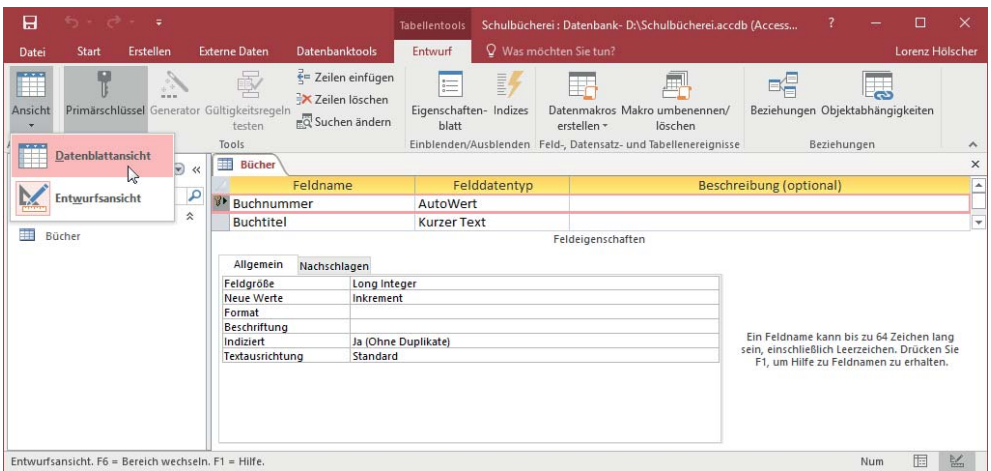 Tabellentools Schulbücherei : Datenbank- D:\Schulbücherei.accdb (Access... ?
Datei Start Erstellen Externe Daten Datenbanktools Entwurf Was möchten Sie tun? Lorenz Hölscher
Ansicht Primärschlüssel Generator Gültigkeitsregeln testen
Zeilen einfügen
Zeilen löschen
Suchen ändern
Eigenschaften- Indizes
blatt
Datenmakros Makro umbenennen/
erstellen löschen
Beziehungen Objektabhängigkeiten
Tools Einblenden/Ausblenden Feld-, Datensatz- und Tabellenereignisse Beziehungen
Datenblattansicht
Entwurfsansicht
Bücher
Bücher
Feldname Felddatentyp Beschreibung (optional)
Buchnummer AutoWert
Buchtitel Kurzer Text
Feldeigenschaften
Allgemein Nachschlagen
Feldgröße Long Integer
Neue Werte Inkrement
Format
Beschriftung
Indiziert Ja (Ohne Duplikate)
Textausrichtung Standard
Ein Feldname kann bis zu 64 Zeichen lang
sein, einschließlich Leerzeichen. Drücken Sie
F1, um Hilfe zu Feldnamen zu erhalten.
Entwurfsansicht. F6 = Bereich wechseln. F1 = Hilfe. Num